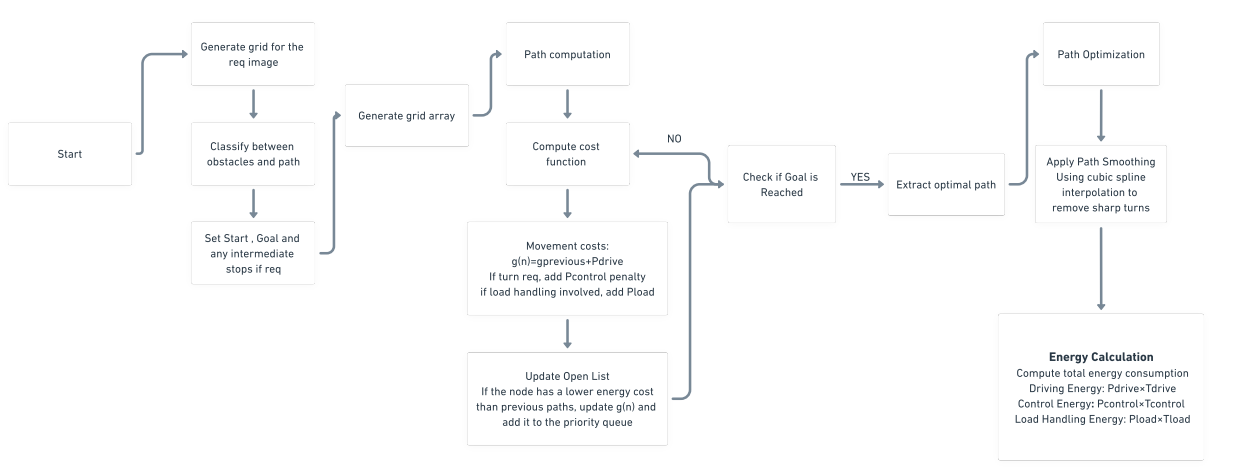 Start
Generate grid for the
req image
Classify between
obstacles and path
Set Start , Goal and
any intermediate
stops if req
Generate grid array
Path computation
Compute cost
function
Movement costs:
g(n)=gprevious+Pdrive
If turn req, add Pcontrol penalty
if load handling involved, add Pload
Update Open List
If the node has a lower energy cost
than previous paths, update g(n) and
add it to the priority queue
NO
Check if Goal is
Reached
YES
Extract optimal path
Path Optimization
Apply Path Smoothing
Using cubic spline
interpolation to
remove sharp turns
Energy Calculation
Compute total energy consumption
Driving Energy: Pdrive×Tdrive
Control Energy: Pcontrol×Tcontrol
Load Handling Energy: Pload×Tload